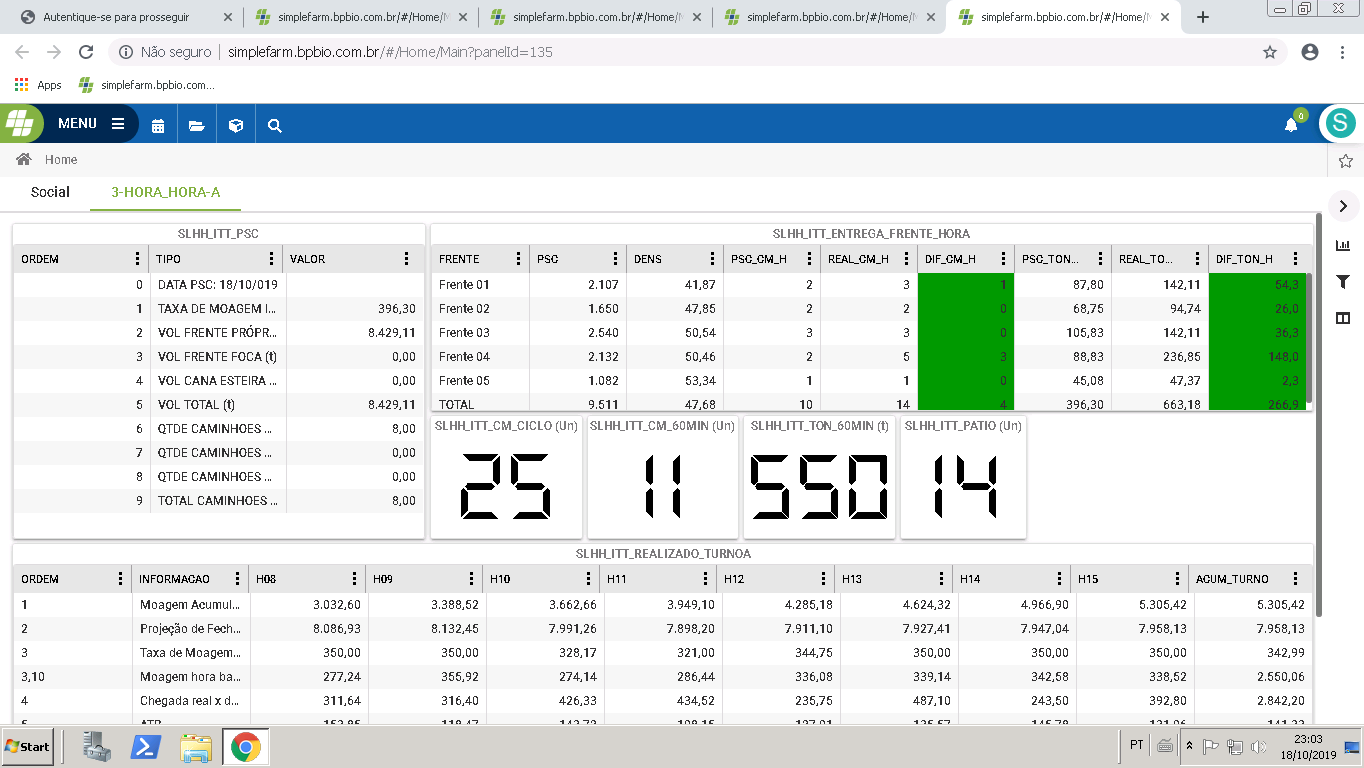 Autentique-se para prosseguir
simplefarm.bpbio.com.br/#/Home/M
simplefarm.bpbio.com.br/#/Home/M
simplefarm.bpbio.com.br/#/Home/M
simplefarm.bpbio.com.br/#/Home/M
Não seguro simplefarm.bpbio.com.br/#/Home/Main?panelId=135
Apps simplefarm.bpbio.com...
MENU 0 S
Home
Social 3-HORA_HORA-A
SLHH_ITT_PSC
ORDEM TIPO VALOR
0 DATA PSC: 18/10/019
1 TAXA DE MOAGEM I... 396,30
2 VOL FRENTE PRÓPR... 8.429,11
3 VOL FRENTE FOCA (t) 0,00
4 VOL CANA ESTEIRA ... 0,00
5 VOL TOTAL (t) 8.429,11
6 QTDE CAMINHOES ... 8,00
7 QTDE CAMINHOES ... 0,00
8 QTDE CAMINHOES ... 0,00
9 TOTAL CAMINHOES ... 8,00
SLHH_ITT_ENTREGA_FRENTE_HORA
FRENTE PSC DENS PSC_CM_H REAL_CM_H DIF_CM_H PSC_TON... REAL_TO... DIF_TON_H
Frente 01 2.107 41,87 2 3 1 87,80 142,11 54,3
Frente 02 1.650 47,85 2 2 0 68,75 94,74 26,0
Frente 03 2.540 50,54 3 3 0 105,83 142,11 36,3
Frente 04 2.132 50,46 2 5 3 88,83 236,85 148,0
Frente 05 1.082 53,34 1 1 0 45,08 47,37 2,3
TOTAL 9.511 47,68 10 14 4 396,30 663,18 266,9
SLHH_ITT_CM_CICLO (Un)
25
SLHH_ITT_CM_60MIN (Un)
11
SLHH_ITT_TON_60MIN (t)
550
SLHH_ITT_PATIO (Un)
14
SLHH_ITT_REALIZADO_TURNOA
ORDEM INFORMACAO H08 H09 H10 H11 H12 H13 H14 H15 ACUM_TURNO
1 Moagem Acumul... 3.032,60 3.388,52 3.662,66 3.949,10 4.285,18 4.624,32 4.966,90 5.305,42 5.305,42
2 Projeção de Fech... 8.086,93 8.132,45 7.991,26 7.898,20 7.911,10 7.927,41 7.947,04 7.958,13 7.958,13
3 Taxa de Moagem... 350,00 350,00 328,17 321,00 344,75 350,00 350,00 350,00 342,99
3,10 Moagem hora ba... 277,24 355,92 274,14 286,44 336,08 339,14 342,58 338,52 2.550,06
4 Chegada real x d... 311,64 316,40 426,33 434,52 235,75 487,10 243,50 392,80 2.842,20
Start PT 23:03
18/10/2019